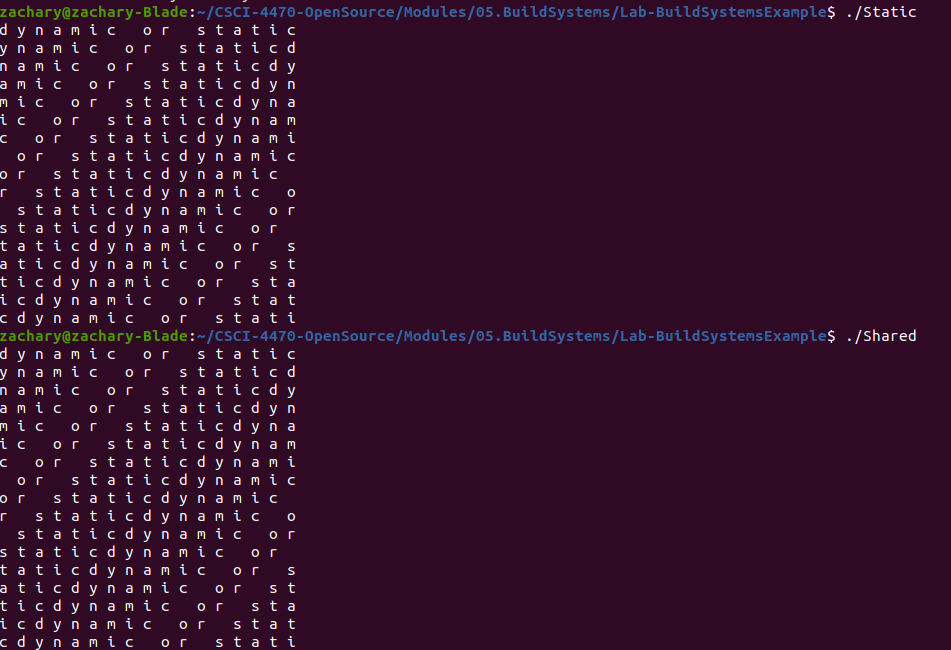 zachary@zachary-Blade:~/CSCI-4470-OpenSource/Modules/05.BuildSystems/Lab-BuildSystemsExample$ ./Static
d y n a m i c   o r   s t a t i c
y n a m i c   o r   s t a t i c d
n a m i c   o r   s t a t i c d y
a m i c   o r   s t a t i c d y n
m i c   o r   s t a t i c d y n a
i c   o r   s t a t i c d y n a m
c   o r   s t a t i c d y n a m i
  o r   s t a t i c d y n a m i c
o r   s t a t i c d y n a m i c
r   s t a t i c d y n a m i c   o
  s t a t i c d y n a m i c   o r
s t a t i c d y n a m i c   o r
t a t i c d y n a m i c   o r   s
a t i c d y n a m i c   o r   s t
t i c d y n a m i c   o r   s t a
i c d y n a m i c   o r   s t a t
c d y n a m i c   o r   s t a t i
zachary@zachary-Blade:~/CSCI-4470-OpenSource/Modules/05.BuildSystems/Lab-BuildSystemsExample$ ./Shared
d y n a m i c   o r   s t a t i c
y n a m i c   o r   s t a t i c d
n a m i c   o r   s t a t i c d y
a m i c   o r   s t a t i c d y n
m i c   o r   s t a t i c d y n a
i c   o r   s t a t i c d y n a m
c   o r   s t a t i c d y n a m i
  o r   s t a t i c d y n a m i c
o r   s t a t i c d y n a m i c
r   s t a t i c d y n a m i c   o
  s t a t i c d y n a m i c   o r
s t a t i c d y n a m i c   o r
t a t i c d y n a m i c   o r   s
a t i c d y n a m i c   o r   s t
t i c d y n a m i c   o r   s t a
i c d y n a m i c   o r   s t a t
c d y n a m i c   o r   s t a t i